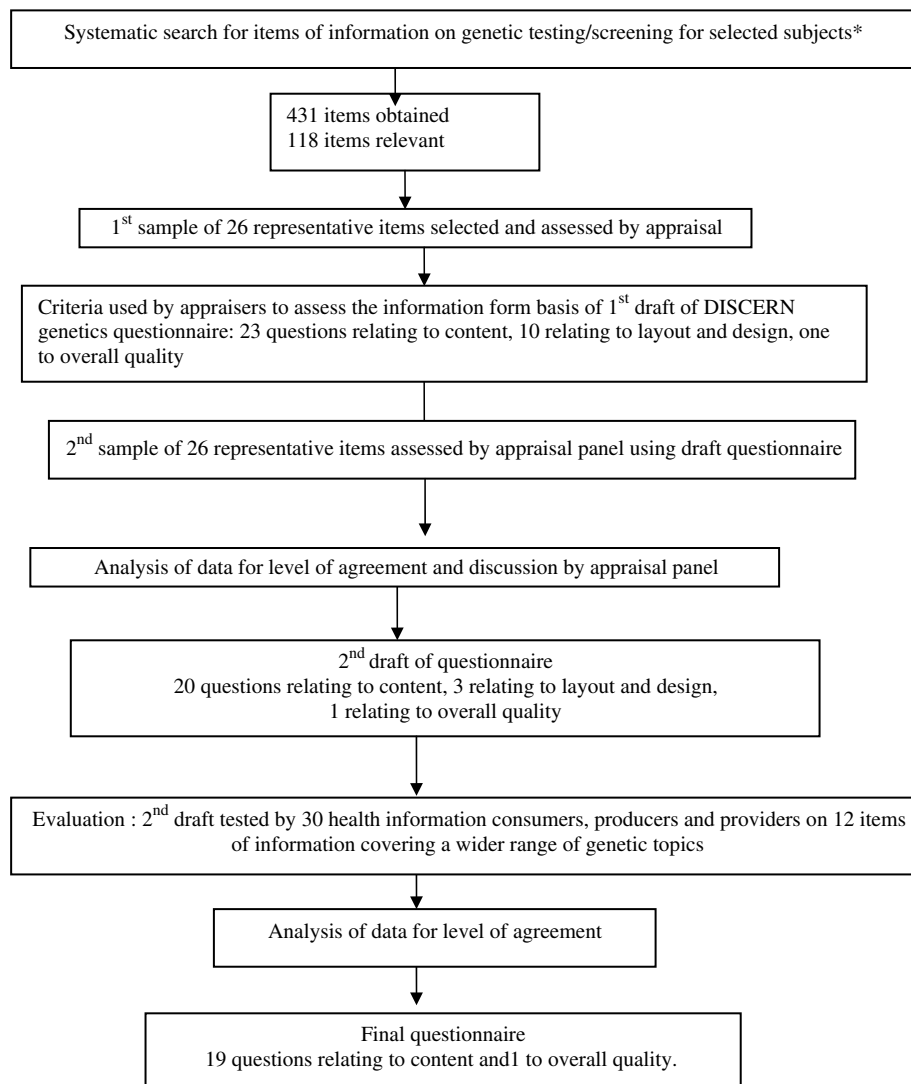 Systematic search for items of information on genetic testing/screening for selected subjects*
431 items obtained
118 items relevant
1st sample of 26 representative items selected and assessed by appraisal
Criteria used by appraisers to assess the information form basis of 1st draft of DISCERN
genetics questionnaire: 23 questions relating to content, 10 relating to layout and design, one
to overall quality
2nd sample of 26 representative items assessed by appraisal panel using draft questionnaire
Analysis of data for level of agreement and discussion by appraisal panel
2nd draft of questionnaire
20 questions relating to content, 3 relating to layout and design,
1 relating to overall quality
Evaluation : 2nd draft tested by 30 health information consumers, producers and providers on 12 items
of information covering a wider range of genetic topics
Analysis of data for level of agreement
Final questionnaire
19 questions relating to content and1 to overall quality.